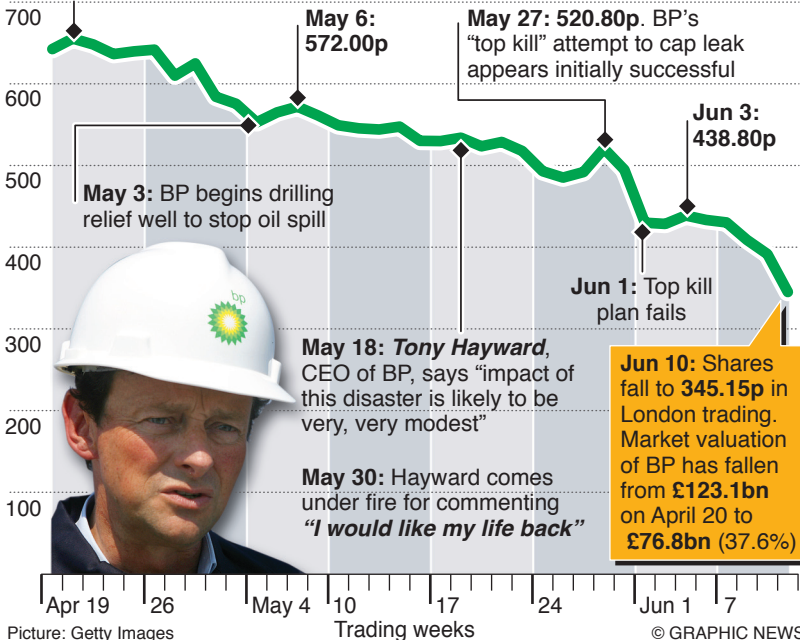 700
600
500
400
300
200
100
May 6:
572.00p
May 27: 520.80p. BP’s
“top kill” attempt to cap leak
appears initially successful
Jun 3:
438.80p
May 3: BP begins drilling
relief well to stop oil spill
bp
Jun 1: Top kill
plan fails
May 18: Tony Hayward,
CEO of BP, says “impact of
this disaster is likely to be
very, very modest”
May 30: Hayward comes
under fire for commenting
“I would like my life back”
Jun 10: Shares
fall to 345.15p in
London trading.
Market valuation
of BP has fallen
from £123.1bn
on April 20 to
£76.8bn (37.6%)
Apr 19 26 May 4 10 17 24 Jun 1 7
Trading weeks
Picture: Getty Images
© GRAPHIC NEWS